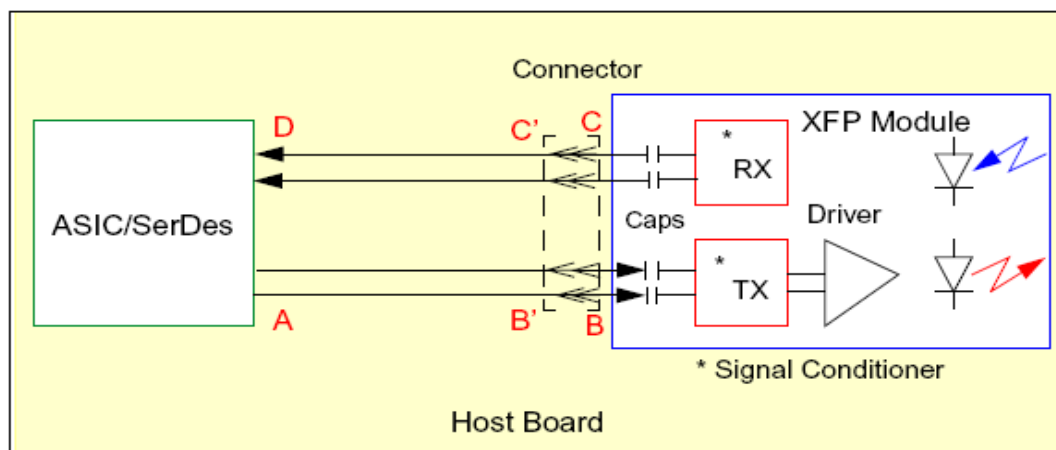 Connector
D
C'
C
XFP Module
*
RX
ASIC/SerDes
Caps
Driver
*
TX
A
B'
B
* Signal Conditioner
Host Board